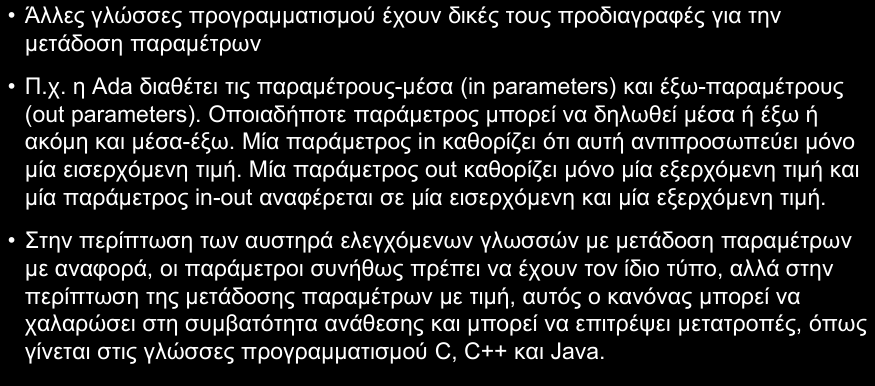 • Άλλες γλώσσες προγραμματισμού έχουν δικές τους προδιαγραφές για την
μετάδοση παραμέτρων
• Π.χ. η Ada διαθέτει τις παραμέτρους-μέσα (in parameters) και έξω-παραμέτρους
(out parameters). Οποιαδήποτε παράμετρος μπορεί να δηλωθεί μέσα ή έξω ή
ακόμη και μέσα-έξω. Μία παράμετρος in καθορίζει ότι αυτή αντιπροσωπεύει μόνο
μία εισερχόμενη τιμή. Μία παράμετρος out καθορίζει μόνο μία εξερχόμενη τιμή και
μία παράμετρος in-out αναφέρεται σε μία εισερχόμενη και μία εξερχόμενη τιμή.
• Στην περίπτωση των αυστηρά ελεγχόμενων γλωσσών με μετάδοση παραμέτρων
με αναφορά, οι παράμετροι συνήθως πρέπει να έχουν τον ίδιο τύπο, αλλά στην
περίπτωση της μετάδοσης παραμέτρων με τιμή, αυτός ο κανόνας μπορεί να
χαλαρώσει στη συμβατότητα ανάθεσης και μπορεί να επιτρέψει μετατροπές, όπως
γίνεται στις γλώσσες προγραμματισμού C, C++ και Java.